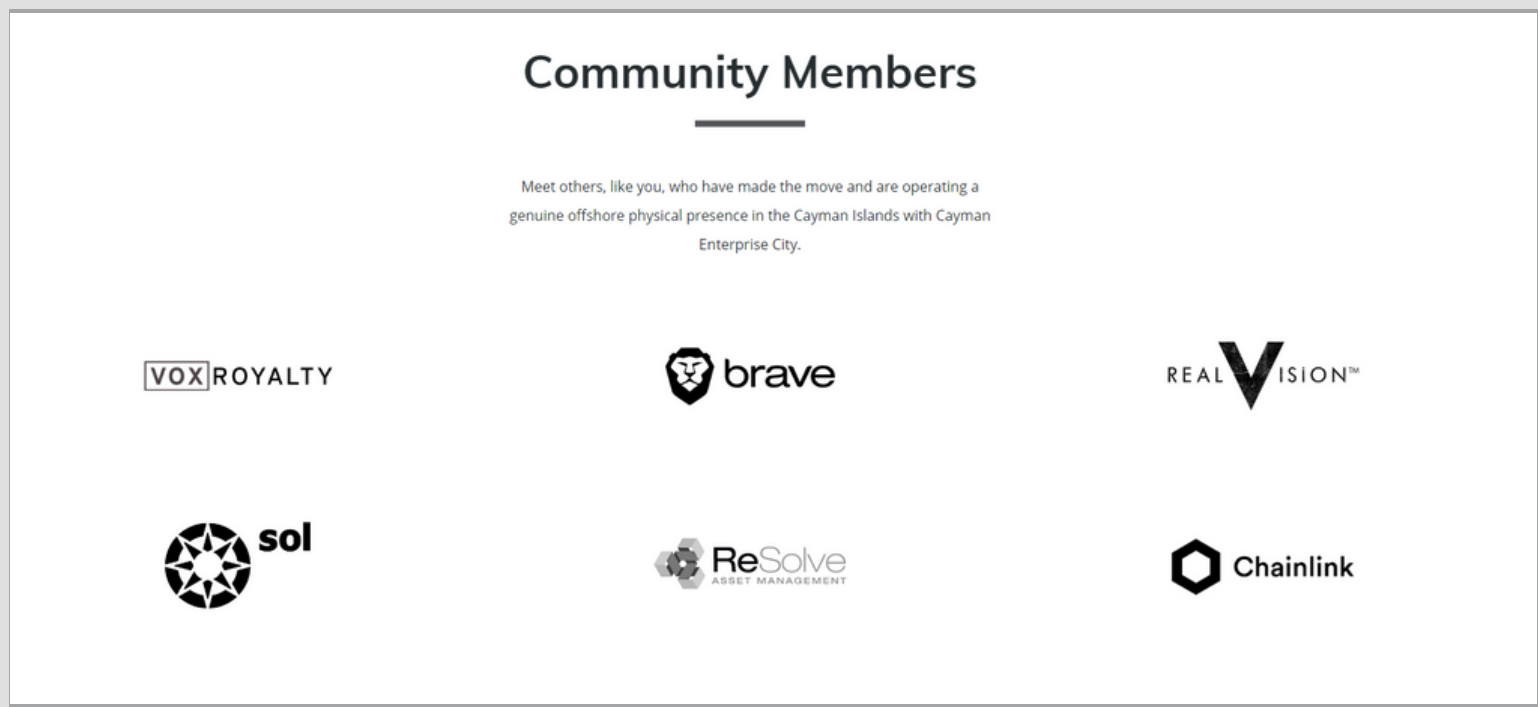 Community Members
Meet others, like you, who have made the move and are operating a
genuine offshore physical presence in the Cayman Islands with Cayman
Enterprise City.
VOX ROYALTY
brave
REAL VISION™
sol
ReSolve
ASSET MANAGEMENT
Chainlink